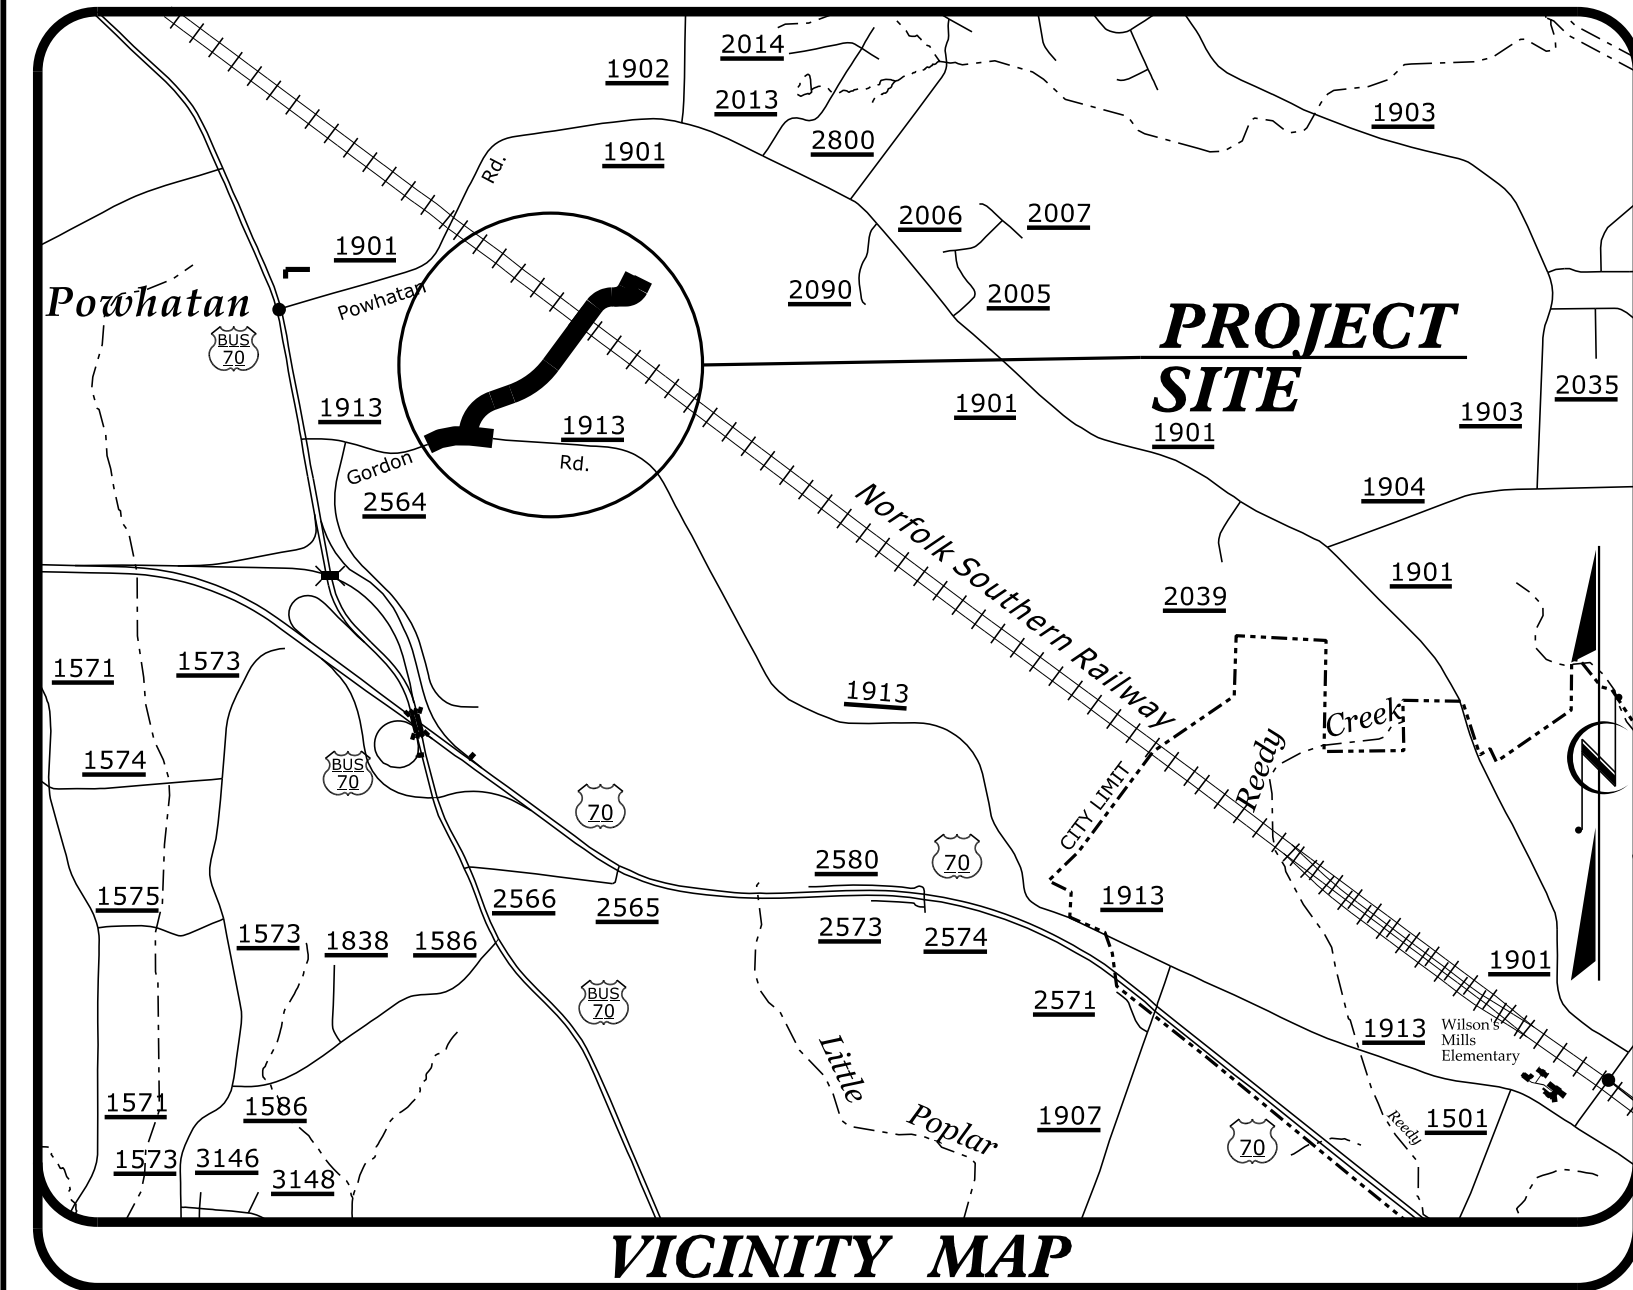 2014
1902
2013
1903
2800
1901
Rd.
2006
2007
1901
2090
2005
Powhatan
Powhatan
BUS
70
PROJECT
SITE
2035
1913
1901
1903
1913
1901
Gordon
Rd.
2564
1904
Norfolk Southern Railway
1901
2039
1571
1573
1913
Creek
Reedy
1574
BUS
70
70
CITY LIMIT
2580
70
1575
2566
2565
1913
2573
2574
1573
1838
1586
1901
BUS
70
2571
1913
Wilson's
Mills
Elementary
Little
1571
1586
Poplar
1907
Reedy
1501
70
1573
3146
3148
N
VICINITY MAP